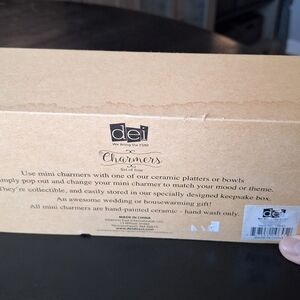 dei
We Bring the FUN!
Charmers
Set of four
Use mini charmers with one of our ceramic platters or bowls
simply pop out and change your mini charmer to match your mood or theme.
They're collectible, and easily stored in our specially designed keepsake box.
An awesome wedding or housewarming gift!
All mini charmers are hand-painted ceramic - hand wash only
MADE IN CHINA